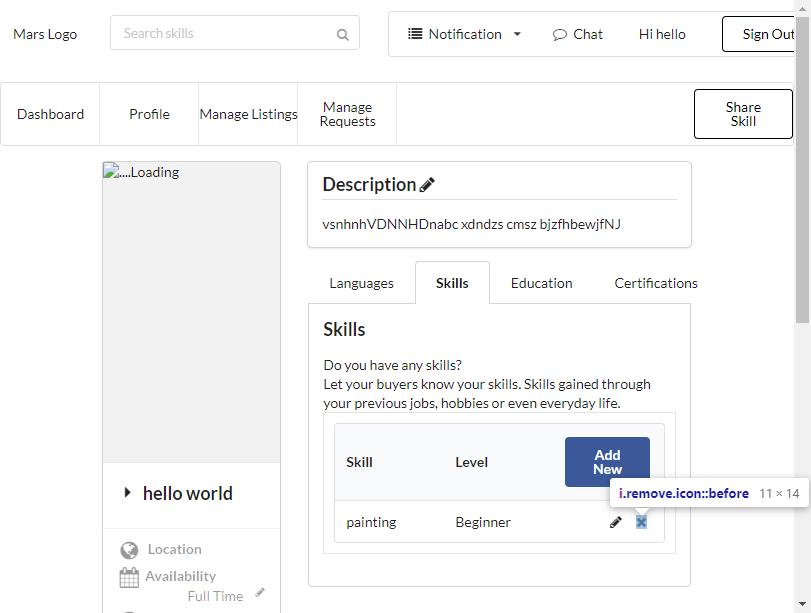 Mars Logo
Search skills
Notification
Chat
Hi hello
Sign Out
Dashboard
Profile
Manage Listings
Manage
Requests
Share
Skill
....Loading
Description
vsnhnhVDNNHDnabc xdndzs cmsz bjzfhbewjfNJ
Languages
Skills
Education
Certifications
Skills
Do you have any skills?
Let your buyers know your skills. Skills gained through
your previous jobs, hobbies or even everyday life.
Skill
Level
Add
New
i.remove.icon::before 11 × 14
painting
Beginner
hello world
Location
Availability
Full Time